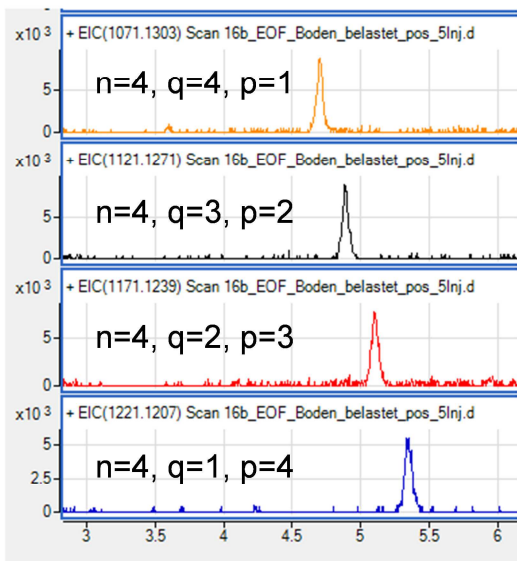 x10 3 + EIC(1071.1303) Scan 16b_EOF_Boden_belastet_pos_5Inj.d
n=4, q=4, p=1
5
0
x10 3 + EIC(1121.1271) Scan 16b_EOF_Boden_belastet_pos_5Inj.d
n=4, q=3, p=2
5
0
x10 3 + EIC(1171.1239) Scan 16b_EOF_Boden_belastet_pos_5Inj.d
n=4, q=2, p=3
5
0
x10 3 + EIC(1221.1207) Scan 16b_EOF_Boden_belastet_pos_5Inj.d
5
n=4, q=1, p=4
2.5
0
3 3.5 4 4.5 5 5.5 6